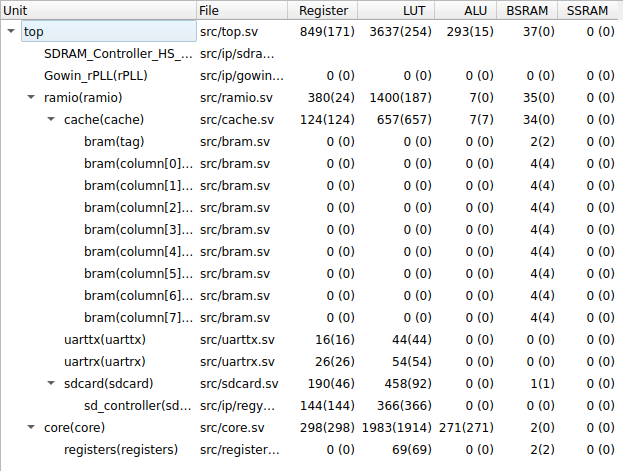 Unit File Register LUT ALU BSRAM SSRAM
top src/top.sv 849(171) 3637(254) 293(15) 37(0) 0 (0)
SDRAM_Controller_HS_... src/ip/sdra...
Gowin_rPLL(rPLL) src/ip/gowin... 0 (0) 0 (0) 0 (0) 0 (0) 0 (0)
ramio(ramio) src/ramio.sv 380(24) 1400(187) 7(0) 35(0) 0 (0)
cache(cache) src/cache.sv 124(124) 657(657) 7(7) 34(0) 0 (0)
bram(tag) src/bram.sv 0 (0) 0 (0) 0 (0) 2(2) 0 (0)
bram(column[0]... src/bram.sv 0 (0) 0 (0) 0 (0) 4(4) 0 (0)
bram(column[1]... src/bram.sv 0 (0) 0 (0) 0 (0) 4(4) 0 (0)
bram(column[2]... src/bram.sv 0 (0) 0 (0) 0 (0) 4(4) 0 (0)
bram(column[3]... src/bram.sv 0 (0) 0 (0) 0 (0) 4(4) 0 (0)
bram(column[4]... src/bram.sv 0 (0) 0 (0) 0 (0) 4(4) 0 (0)
bram(column[5]... src/bram.sv 0 (0) 0 (0) 0 (0) 4(4) 0 (0)
bram(column[6]... src/bram.sv 0 (0) 0 (0) 0 (0) 4(4) 0 (0)
bram(column[7]... src/bram.sv 0 (0) 0 (0) 0 (0) 4(4) 0 (0)
uarttx(uarttx) src/uarttx.sv 16(16) 44(44) 0 (0) 0 (0) 0 (0)
uartrx(uartrx) src/uartrx.sv 26(26) 54(54) 0 (0) 0 (0) 0 (0)
sdcard(sdcard) src/sdcard.sv 190(46) 458(92) 0 (0) 1(1) 0 (0)
sd_controller(sd... src/ip/regy... 144(144) 366(366) 0 (0) 0 (0) 0 (0)
core(core) src/core.sv 298(298) 1983(1914) 271(271) 2(0) 0 (0)
registers(registers) src/register... 0 (0) 69(69) 0 (0) 2(2) 0 (0)